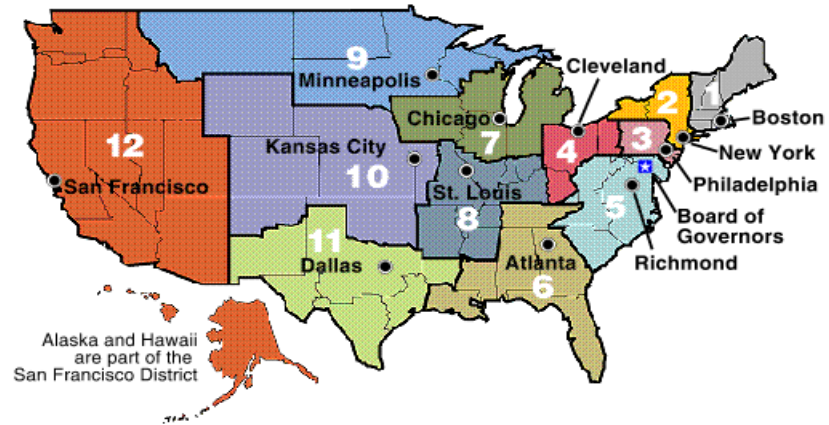 Cleveland
9
Minneapolis
2
1
Chicago
Boston
7
3
12
Kansas City
4
New York
10
San Francisco
St. Louis
Philadelphia
5
8
Board of
Governors
11
Dallas
Atlanta
Richmond
6
Alaska and Hawaii
are part of the
San Francisco District